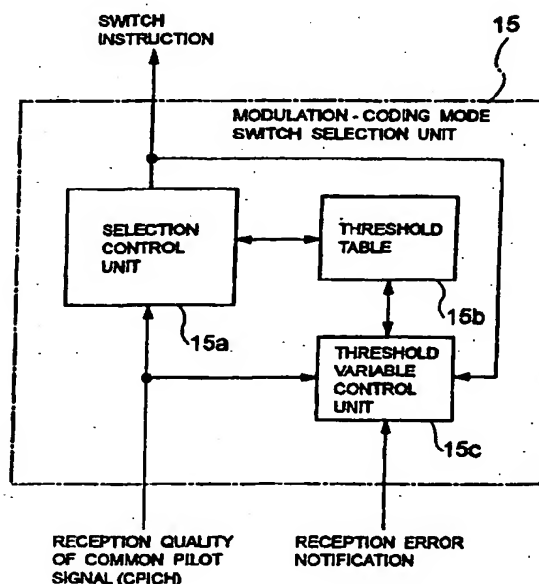 SWITCH
INSTRUCTION
15
MODULATION - CODING MODE
SWITCH SELECTION UNIT
SELECTION
CONTROL
UNIT
15a
THRESHOLD
TABLE
15b
THRESHOLD
VARIABLE
CONTROL
UNIT
15c
RECEPTION QUALITY
OF COMMON PILOT
SIGNAL (CPICH)
RECEPTION ERROR
NOTIFICATION